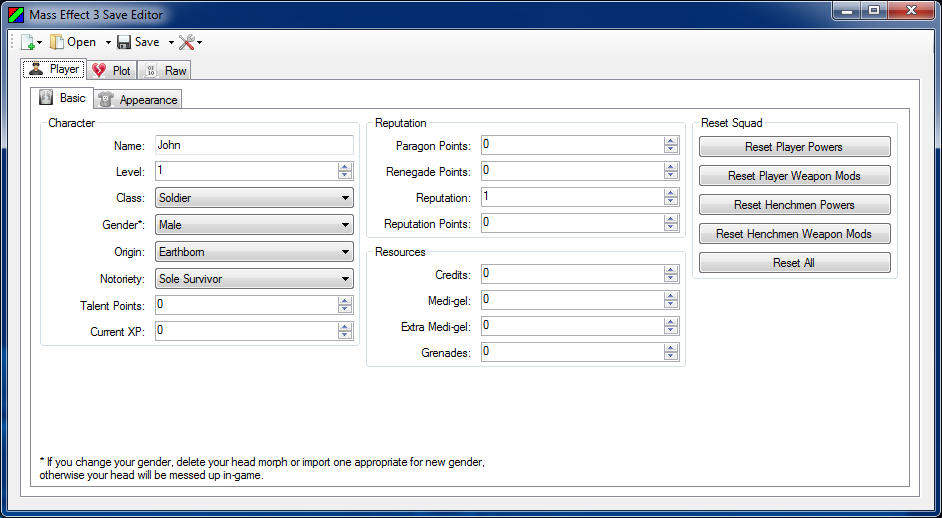 Mass Effect 3 Save Editor
Open Save
Player Plot Raw
Basic Appearance
Character
Name: John
Level: 1
Class: Soldier
Gender*: Male
Origin: Earthborn
Notoriety: Sole Survivor
Talent Points: 0
Current XP: 0
Reputation
Paragon Points: 0
Renegade Points: 0
Reputation: 1
Reputation Points: 0
Resources
Credits: 0
Medi-gel: 0
Extra Medi-gel: 0
Grenades: 0
Reset Squad
Reset Player Powers
Reset Player Weapon Mods
Reset Henchmen Powers
Reset Henchmen Weapon Mods
Reset All
* If you change your gender, delete your head morph or import one appropriate for new gender,
otherwise your head will be messed up in-game.